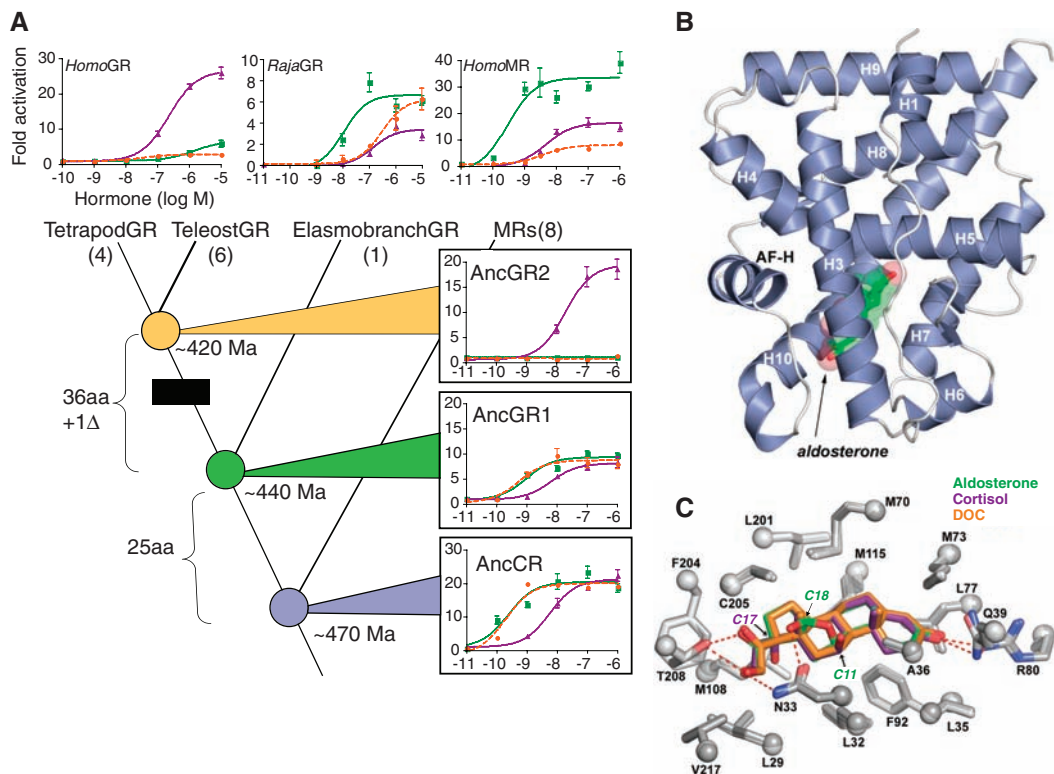 A
HomoGR
RajaGR
HomoMR
Fold activation
30
20
10
0
-10 -9 -8 -7 -6 -5
8
6
4
2
0
-11 -10 -9 -8 -7 -6 -5
40
30
20
10
0
-11 -10 -9 -8 -7 -6
Hormone (log M)
TetrapodGR
(4)
TeleostGR
(6)
ElasmobranchGR
(1)
MRs(8)
AncGR2
20
15
10
5
0
-11 -10 -9 -8 -7 -6
~420 Ma
36aa
+1Δ
AncGR1
20
15
10
5
0
-11 -10 -9 -8 -7 -6
~440 Ma
25aa
AncCR
30
20
10
0
-11 -10 -9 -8 -7 -6
~470 Ma
B
H9
H1
H8
H4
H5
H3
AF-H
H7
H10
H6
aldosterone
C
Aldosterone
Cortisol
DOC
M70
L201
M73
M115
F204
C205
C18
L77
C17
Q39
C11
A36
R80
T208
M108
N33
F92
L35
L32
L29
V217